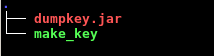 .
├── dumpkey.jar
└── make_key